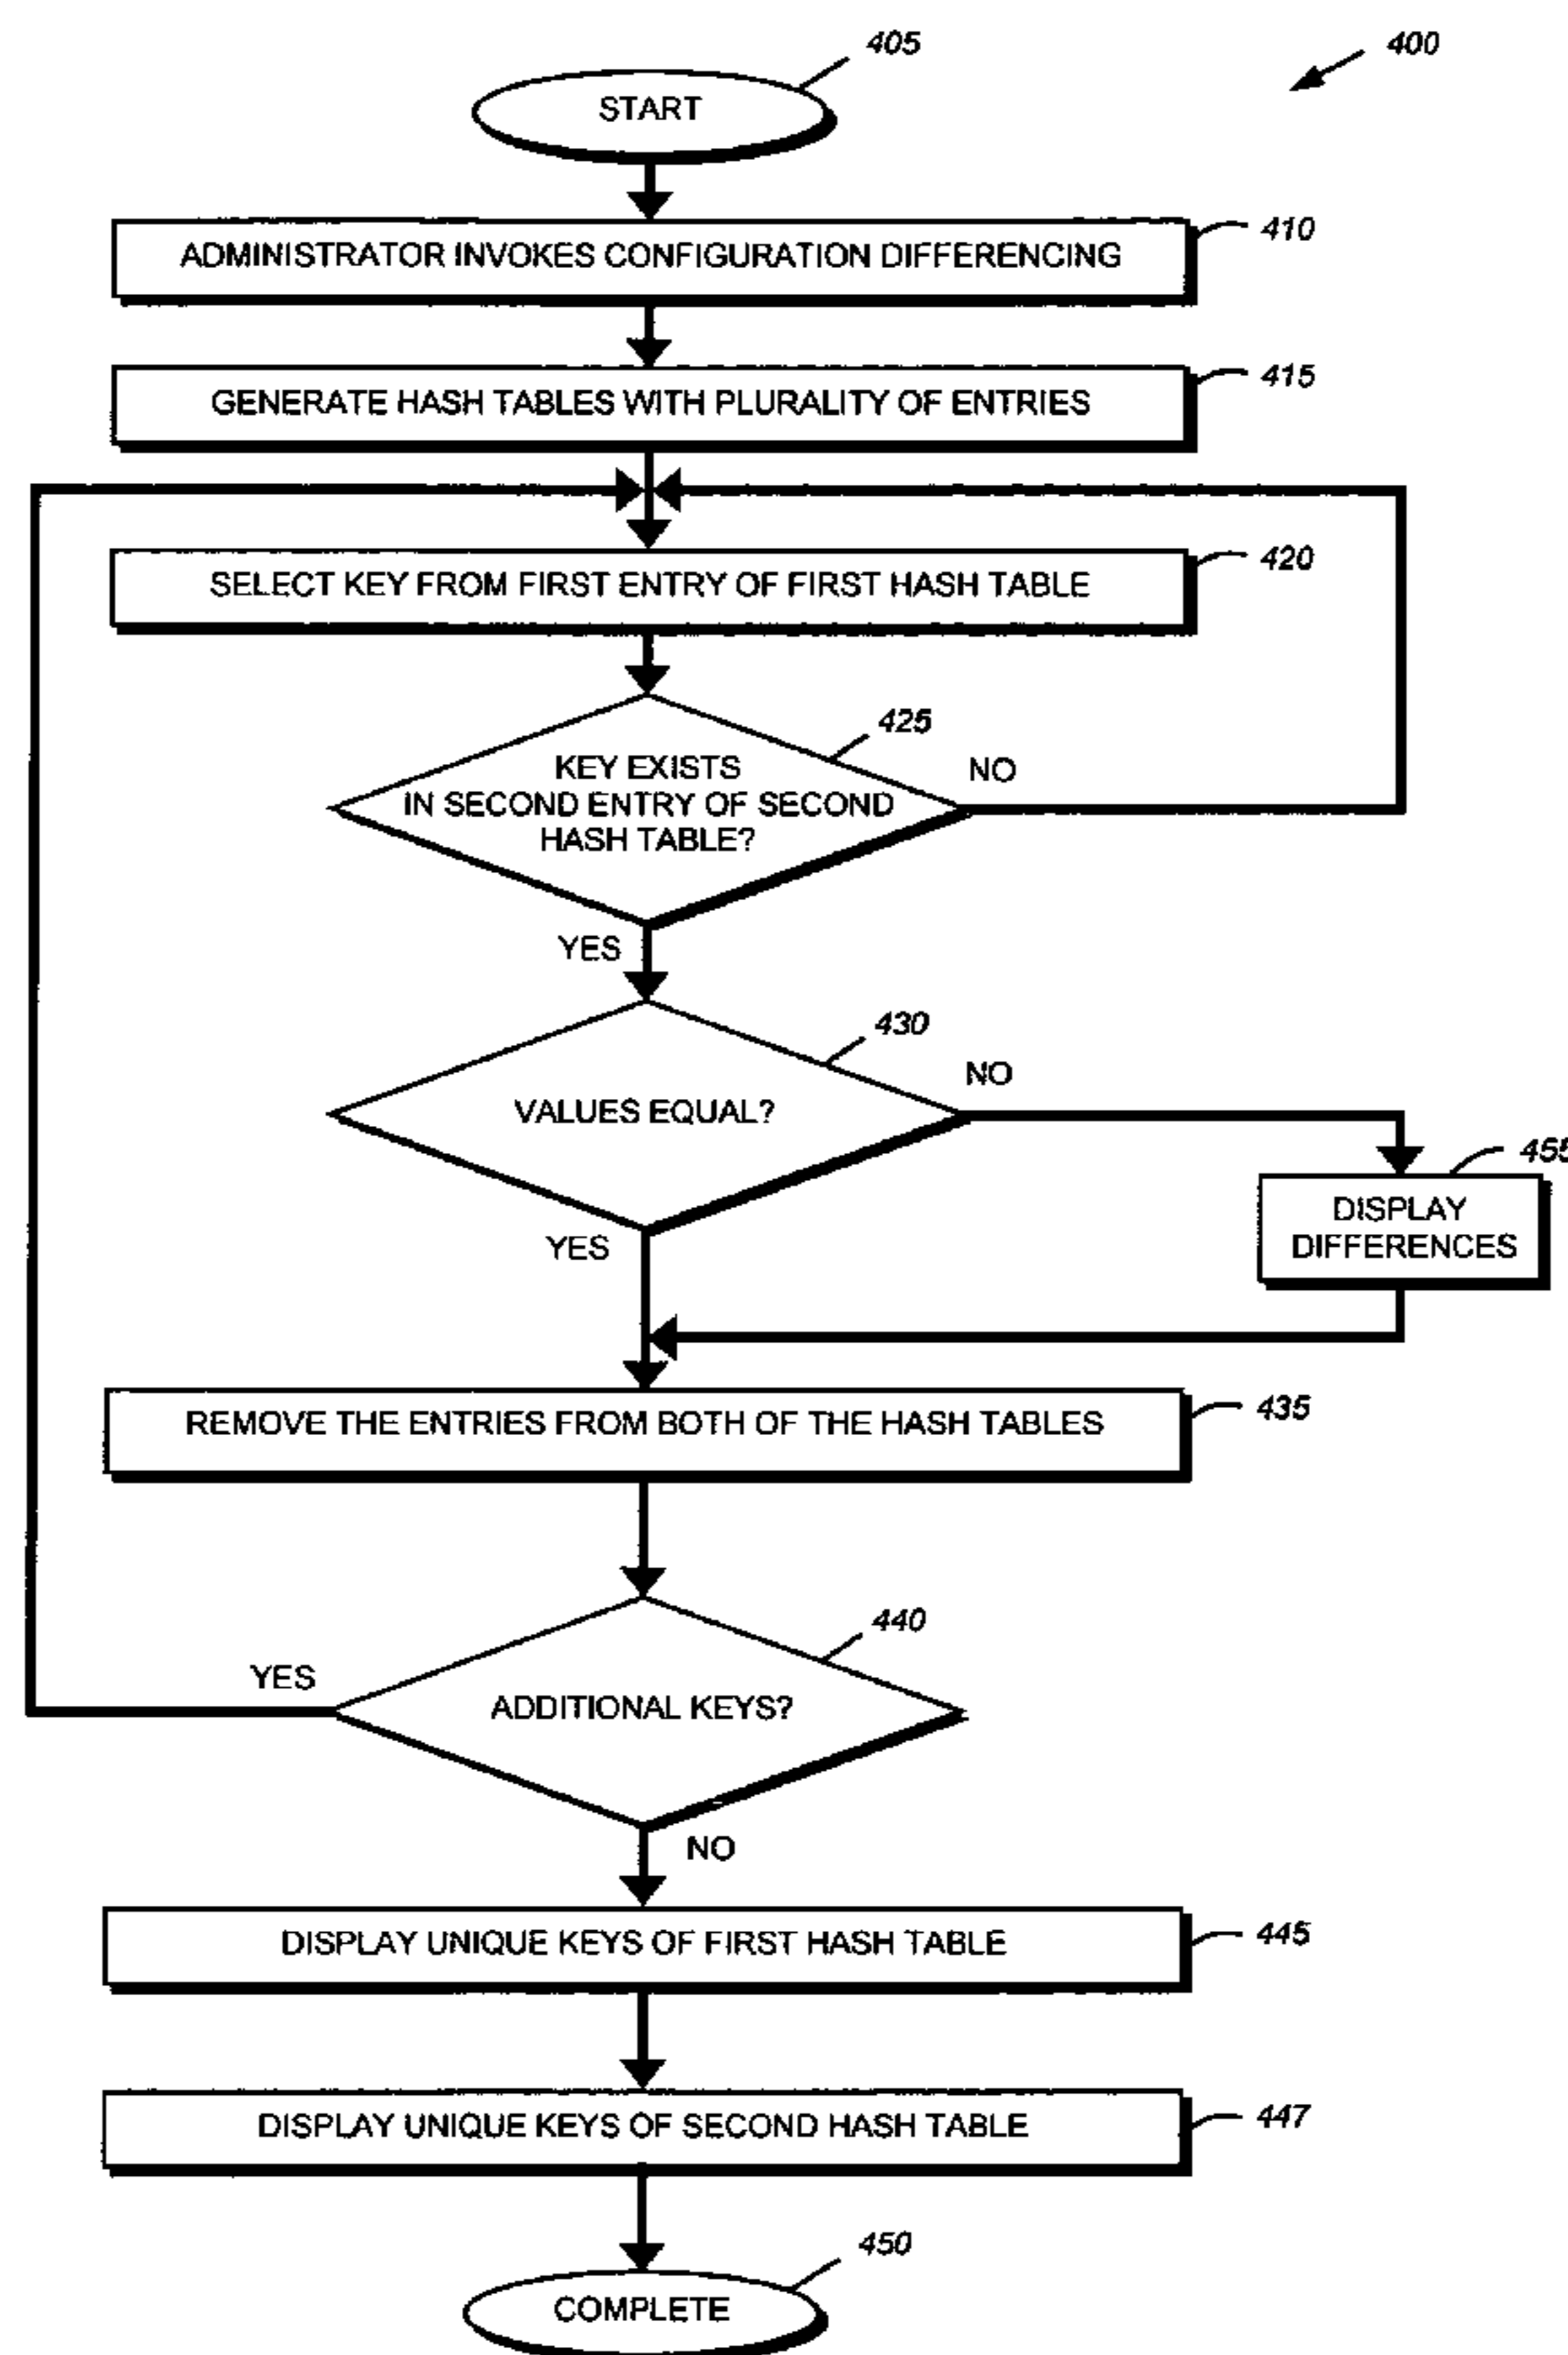 405
400
START
410
ADMINISTRATOR INVOKES CONFIGURATION DIFFERENCING
415
GENERATE HASH TABLES WITH PLURALITY OF ENTRIES
420
SELECT KEY FROM FIRST ENTRY OF FIRST HASH TABLE
425
KEY EXISTS
IN SECOND ENTRY OF SECOND
HASH TABLE?
NO
YES
430
VALUES EQUAL?
NO
455
DISPLAY
DIFFERENCES
YES
REMOVE THE ENTRIES FROM BOTH OF THE HASH TABLES
435
440
YES
ADDITIONAL KEYS?
NO
DISPLAY UNIQUE KEYS OF FIRST HASH TABLE
445
DISPLAY UNIQUE KEYS OF SECOND HASH TABLE
447
450
COMPLETE